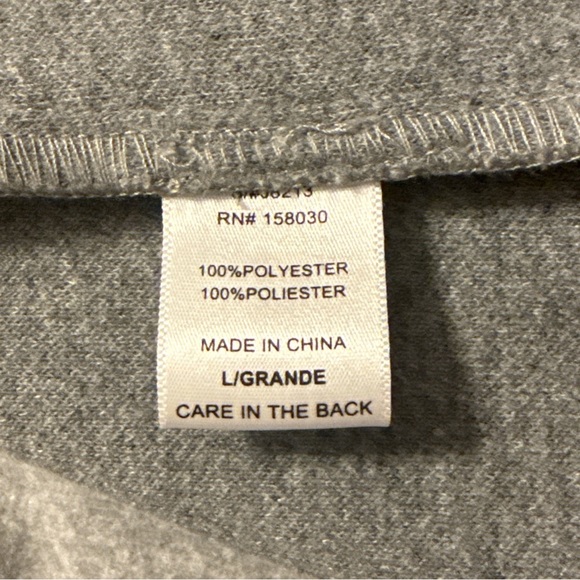 RN# 158030
100%POLYESTER
100%POLIESTER
MADE IN CHINA
L/GRANDE
CARE IN THE BACK